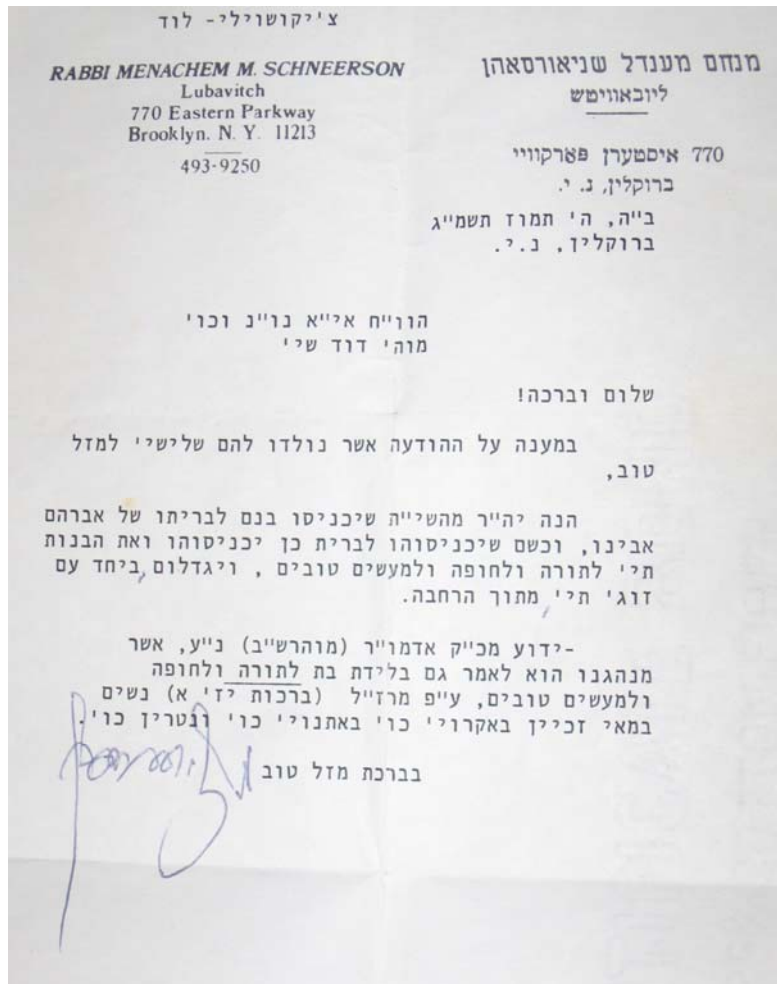 צ'יקושוילי- לוד
RABBI MENACHEM M. SCHNEERSON
Lubavitch
770 Eastern Parkway
Brooklyn. N. Y. 11213
493-9250
מנחם מענדל שניאורסאהן
ליובאוויטש
770 איסטערן פארקוויי
ברוקלין, נ. י.
ב"ה, ה' תמוז תשמ"ג
ברוקלין, נ.י.
הוו"ח אי"א נו"נ וכו'
מוה' דוד שי'
שלום וברכה!
במענה על ההודעה אשר נולדו להם שלישי' למזל
טוב,
הנה יה"ר מהשי"ת שיכניסו בנם לבריתו של אברהם
אבינו, וכשם שיכניסוהו לברית כן יכניסוהו ואת הבנות
תי' לתורה ולחופה ולמעשים טובים , ויגדלום, ביחד עם
זוג' תי', מתוך הרחבה.
-ידוע מכ"ק אדמו"ר (מוהרש"ב) נ"ע, אשר
מנהגנו הוא לאמר גם בלידת בת לתורה ולחופה
ולמעשים טובים, ע"פ מרז"ל (ברכות יז' א) נשים
במאי זכיין באקרויי כו' באתנויי כו' ונטרין כו'.
בברכת מזל טוב